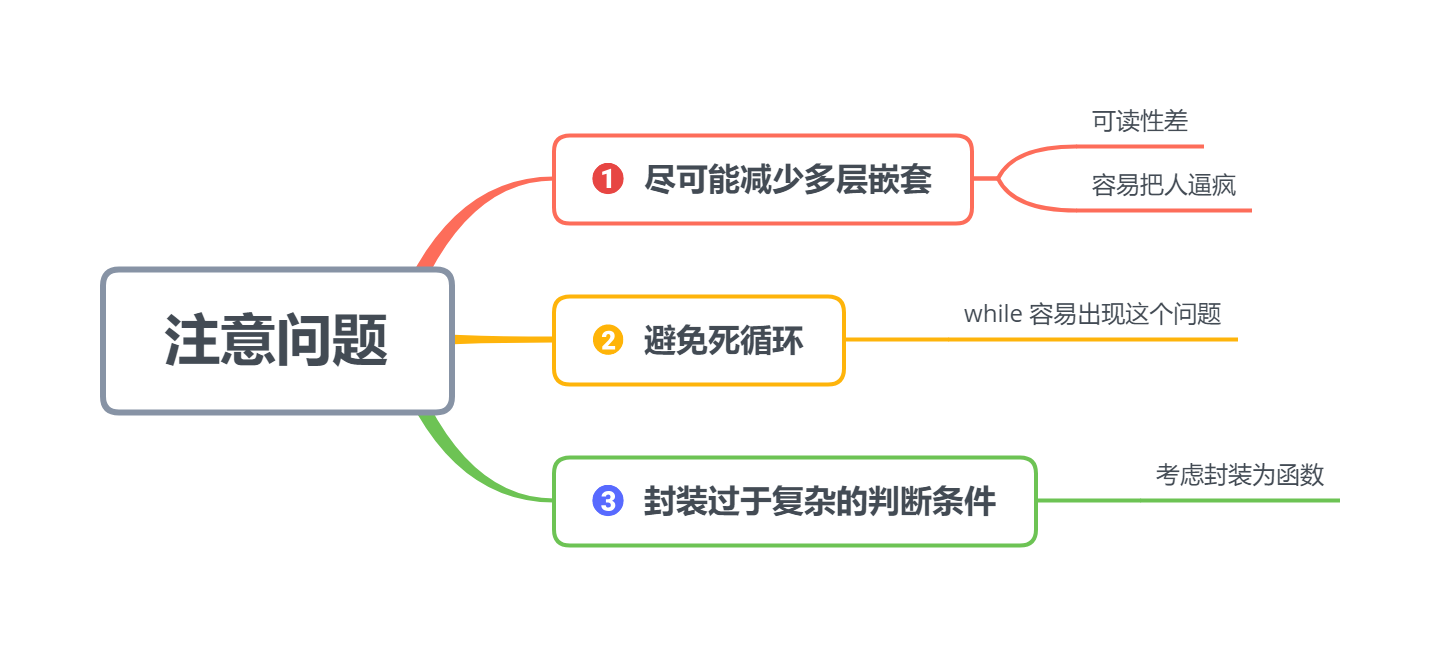 注意问题
1 尽可能减少多层嵌套
可读性差
容易把人逼疯
2 避免死循环
while 容易出现这个问题
3 封装过于复杂的判断条件
考虑封装为函数